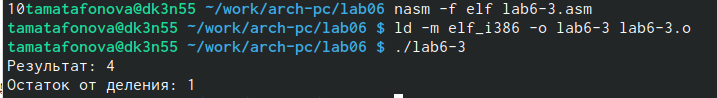 10tamatafonova@dk3n55 ~/work/arch-pc/lab06 nasm -f elf lab6-3.asm
tamatafonova@dk3n55 ~/work/arch-pc/lab06 $ ld -m elf_i386 -o lab6-3 lab6-3.o
tamatafonova@dk3n55 ~/work/arch-pc/lab06 $ ./lab6-3
Результат: 4
Остаток от деления: 1